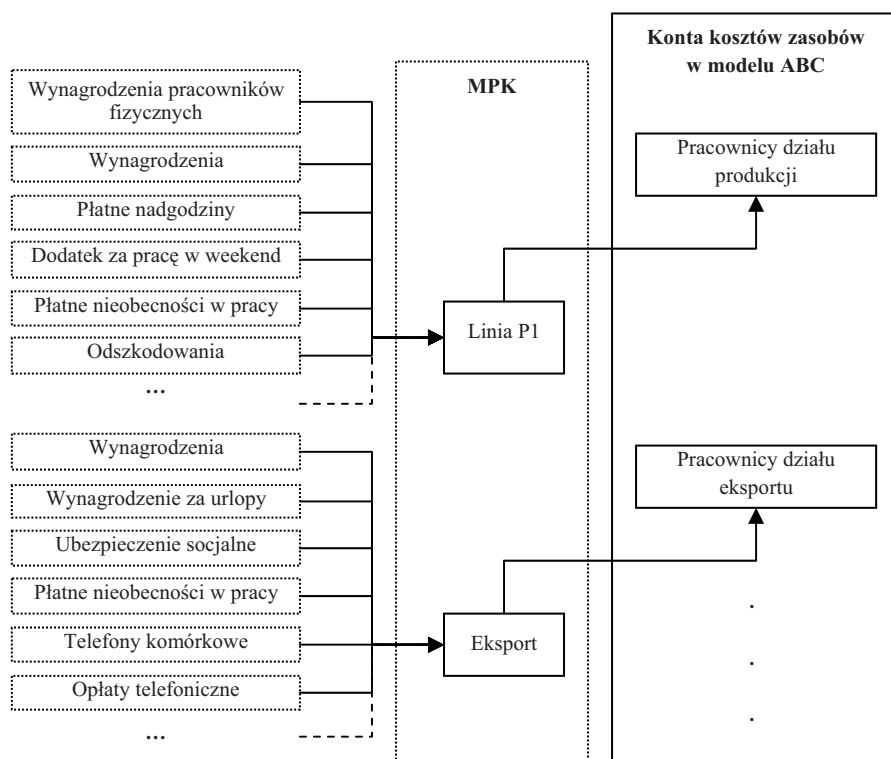 Konta kosztów zasobów
w modelu ABC
MPK
Wynagrodzenia pracowników
fizycznych
Wynagrodzenia
Płatne nadgodziny
Dodatek za pracę w weekend
Płatne nieobecności w pracy
Odszkodowania
...
Linia P1
Pracownicy działu
produkcji
Wynagrodzenia
Wynagrodzenie za urlopy
Ubezpieczenie socjalne
Płatne nieobecności w pracy
Telefony komórkowe
Opłaty telefoniczne
...
Eksport
Pracownicy działu
eksportu
.
.
.